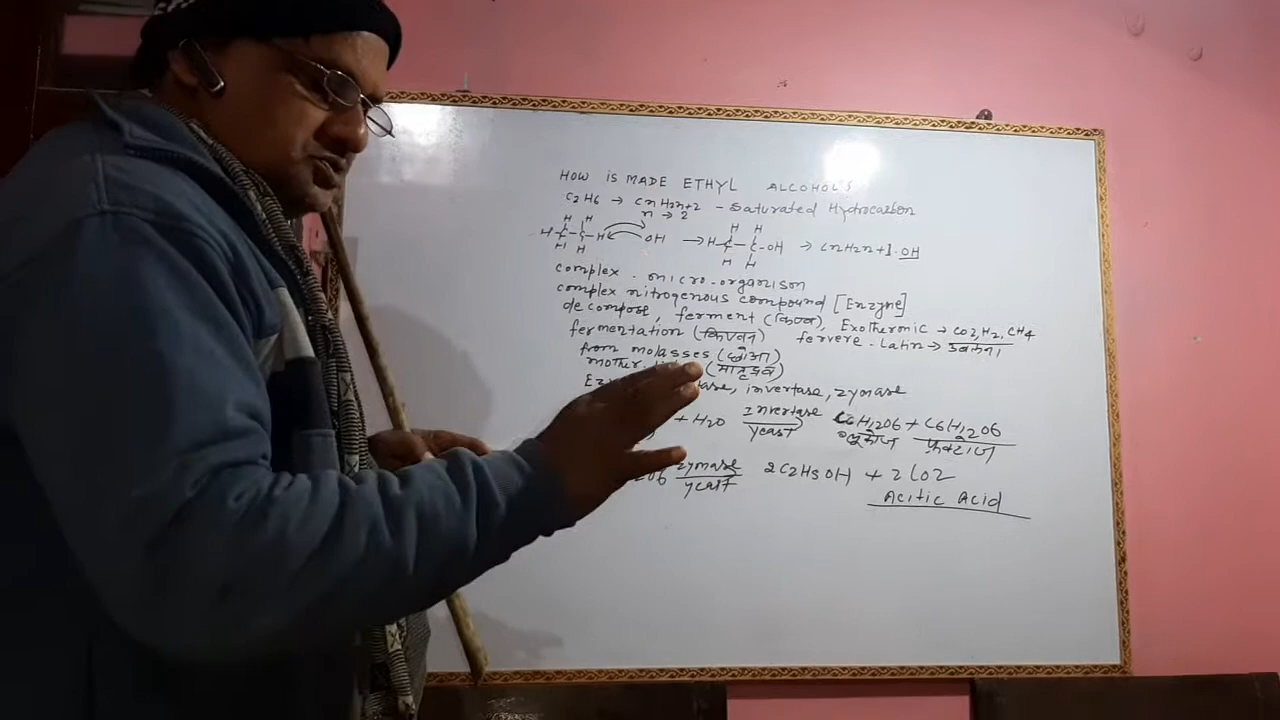 HOW IS MADE ETHYL ALCOHOL'S
C2H6 → CnH2n+2 - Saturated Hydrocarbon
n → 2
H H H H
H-C-C-H OH → H-C-C-OH → CnH2n+1·OH
H H H H
complex - micro-organison
complex nitrogenous compound [Enzyne]
decompose, ferment (किण्व), Exothermic → CO2, H2, CH4
fermentation (किण्वन) fervere - Latin → उबलना
from molasses (छोआ)
mother (मातृद्रव)
invertase, zymase
+ H2O Invertase C6H12O6 + C6H12O6
yeast ग्लूकोज फ्रक्टोज
zymase 2C2H5OH + 2CO2
yeast
Acitic Acid